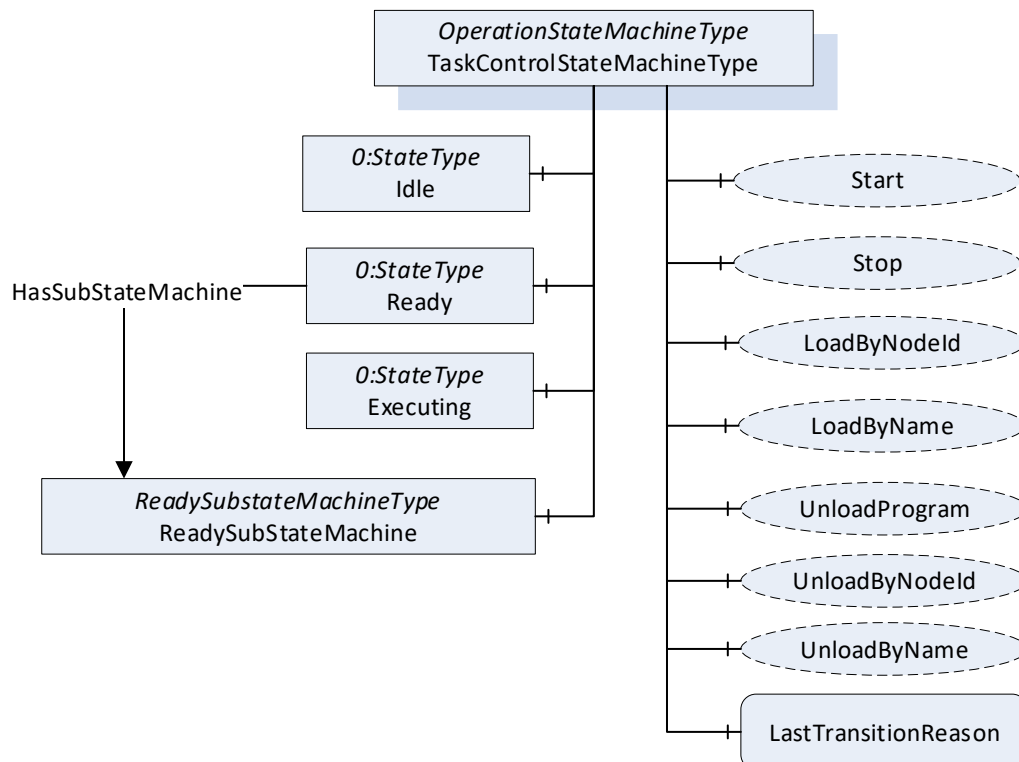 OperationStateMachineType
TaskControlStateMachineType
0:StateType
Idle
HasSubStateMachine
0:StateType
Ready
0:StateType
Executing
ReadySubstateMachineType
ReadySubStateMachine
Start
Stop
LoadByNodeId
LoadByName
UnloadProgram
UnloadByNodeId
UnloadByName
LastTransitionReason